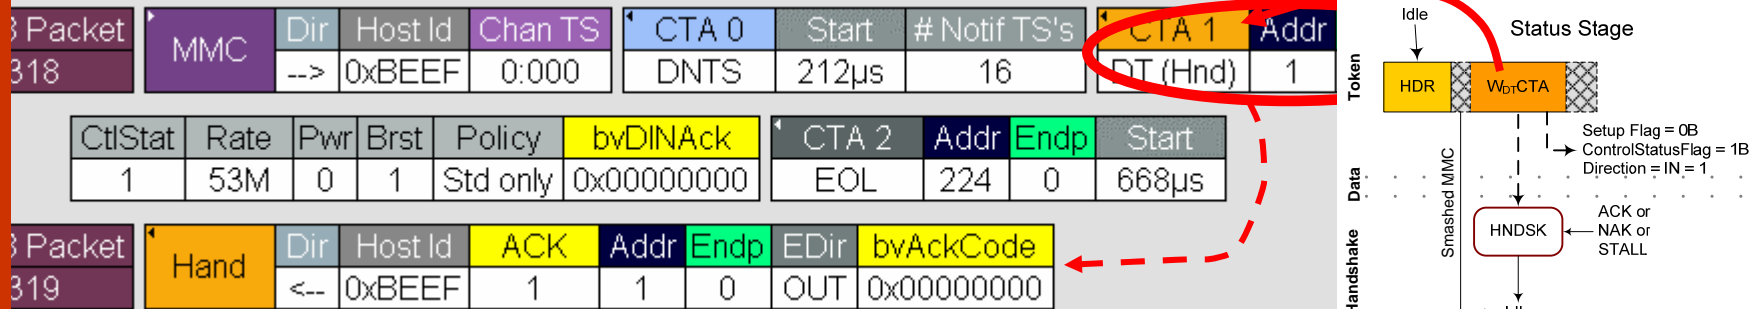 3 Packet MMC Dir Host Id Chan TS CTA 0 Start # Notif TS's CTA 1 Addr
318 --> 0xBEEF 0:000 DNTS 212µs 16 DT (Hnd) 1
CtlStat Rate Pwr Brst Policy bvDINAck CTA 2 Addr Endp Start
1 53M 0 1 Std only 0x00000000 EOL 224 0 668µs
3 Packet Hand Dir Host Id ACK Addr Endp EDir bvAckCode
319 <-- 0xBEEF 1 1 0 OUT 0x00000000
Idle
Status Stage
Token
HDR
WDTCTA
Setup Flag = 0B
ControlStatusFlag = 1B
Direction = IN = 1
Smashed MMC
Data
Handshake
HNDSK
ACK or
NAK or
STALL